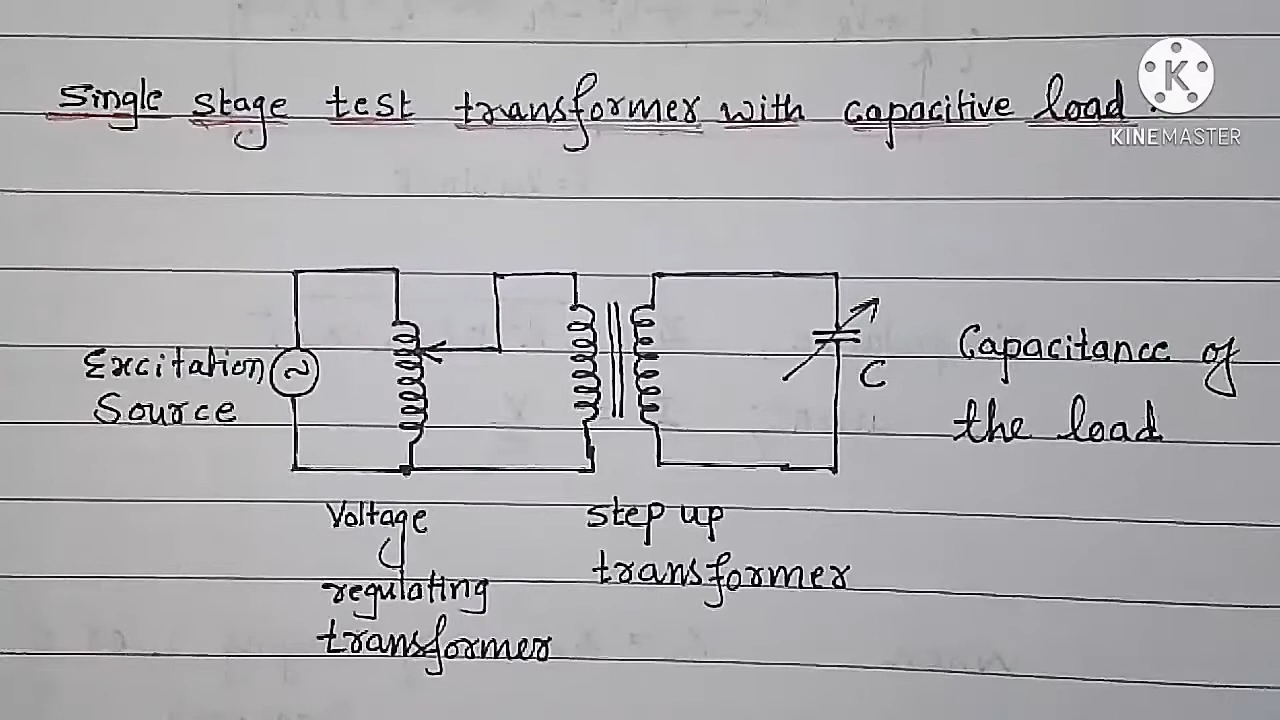 Single stage test transformer with capacitive load.
K
KINEMASTER
Excitation
Source
C
Capacitance of
the load
Voltage
regulating
transformer
step up
transformer